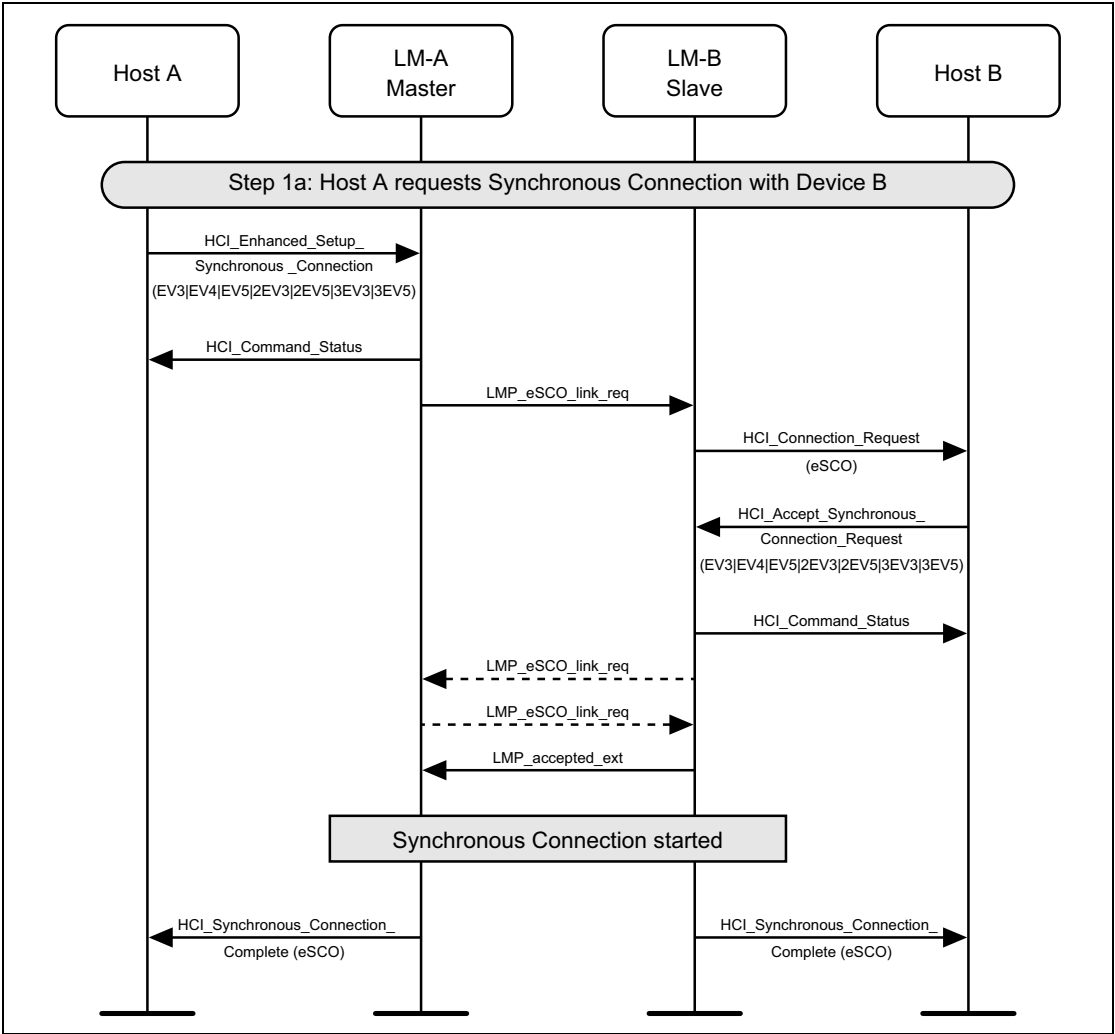 Host A
LM-A
Master
LM-B
Slave
Host B
Step 1a: Host A requests Synchronous Connection with Device B
HCI_Enhanced_Setup_
Synchronous _Connection
(EV3|EV4|EV5|2EV3|2EV5|3EV3|3EV5)
HCI_Command_Status
LMP_eSCO_link_req
HCI_Connection_Request
(eSCO)
HCI_Accept_Synchronous_
Connection_Request
(EV3|EV4|EV5|2EV3|2EV5|3EV3|3EV5)
HCI_Command_Status
LMP_eSCO_link_req
LMP_eSCO_link_req
LMP_accepted_ext
Synchronous Connection started
HCI_Synchronous_Connection_
Complete (eSCO)
HCI_Synchronous_Connection_
Complete (eSCO)